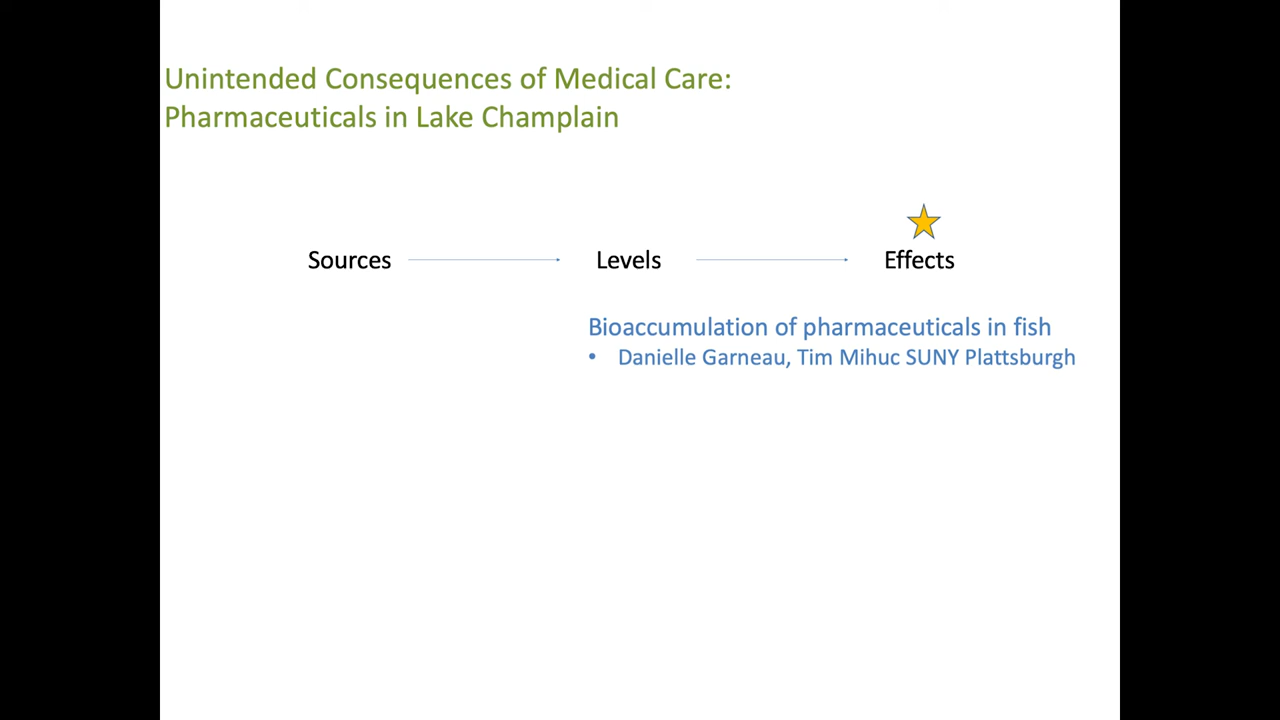 Unintended Consequences of Medical Care:
Pharmaceuticals in Lake Champlain
Sources Levels Effects
Bioaccumulation of pharmaceuticals in fish
• Danielle Garneau, Tim Mihuc SUNY Plattsburgh